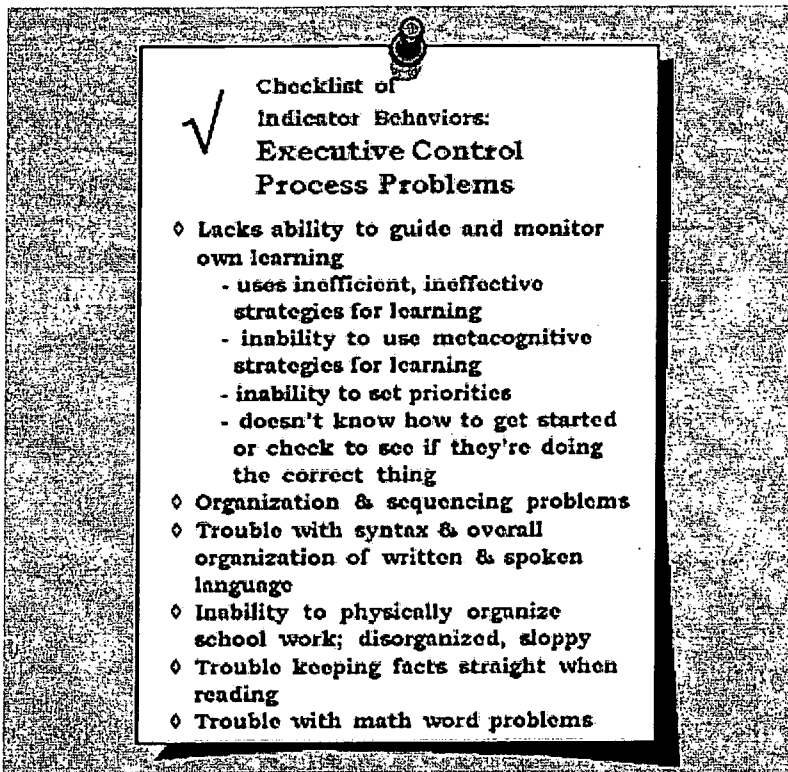 √
Checklist of
Indicator Behaviors:
Executive Control
Process Problems
◊ Lacks ability to guide and monitor
own learning
- uses inefficient, ineffective
strategies for learning
- inability to use metacognitive
strategies for learning
- inability to set priorities
- doesn't know how to get started
or check to see if they're doing
the correct thing
◊ Organization & sequencing problems
◊ Trouble with syntax & overall
organization of written & spoken
language
◊ Inability to physically organize
school work; disorganized, sloppy
◊ Trouble keeping facts straight when
reading
◊ Trouble with math word problems